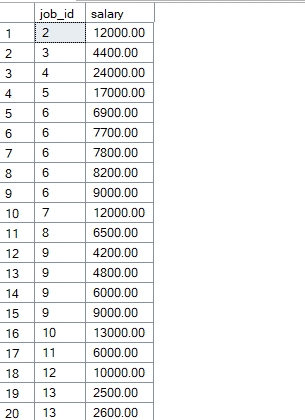 job_id salary
1 2 12000.00
2 3 4400.00
3 4 24000.00
4 5 17000.00
5 6 6900.00
6 6 7700.00
7 6 7800.00
8 6 8200.00
9 6 9000.00
10 7 12000.00
11 8 6500.00
12 9 4200.00
13 9 4800.00
14 9 6000.00
15 9 9000.00
16 10 13000.00
17 11 6000.00
18 12 10000.00
19 13 2500.00
20 13 2600.00